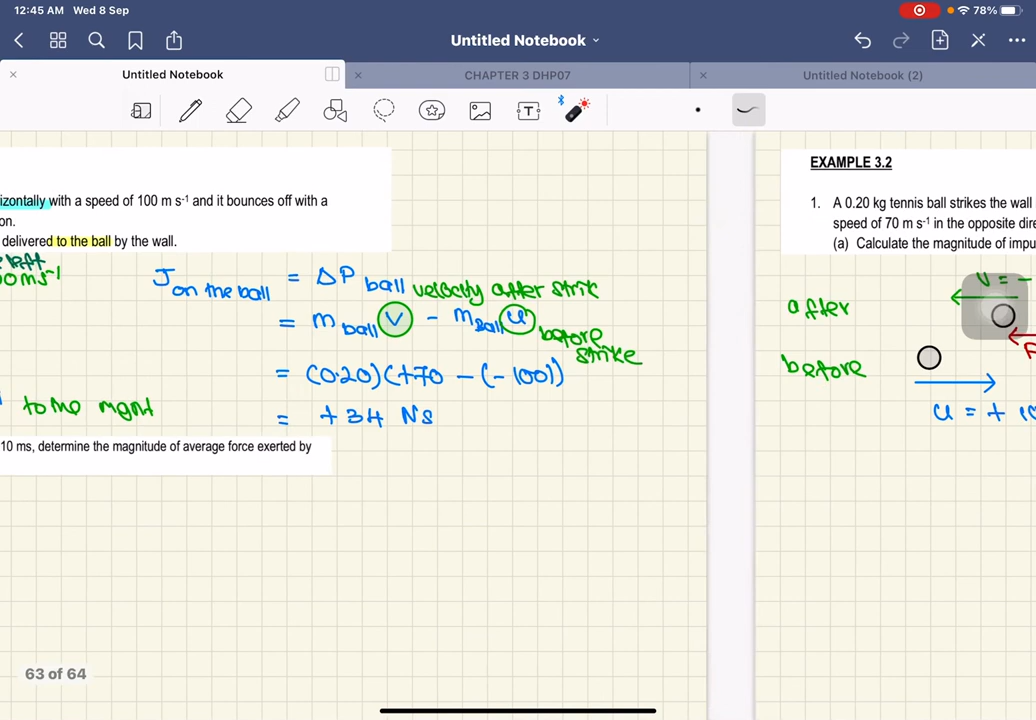 12:45 AM Wed 8 Sep
78%
Untitled Notebook
Untitled Notebook
CHAPTER 3 DHP07
Untitled Notebook (2)
izontally with a speed of 100 m s-1 and it bounces off with a
on.
delivered to the ball by the wall.
left
00ms-1
J on the ball = ΔP ball velocity after strik
= m ball V - m Ball u before strike
= (0.20)(+70 - (-100))
= +34 Ns
to the right
10 ms, determine the magnitude of average force exerted by
63 of 64
EXAMPLE 3.2
1. A 0.20 kg tennis ball strikes the wall
speed of 70 m s-1 in the opposite dire
(a) Calculate the magnitude of impu
V = -
after
F
before
u = + 10